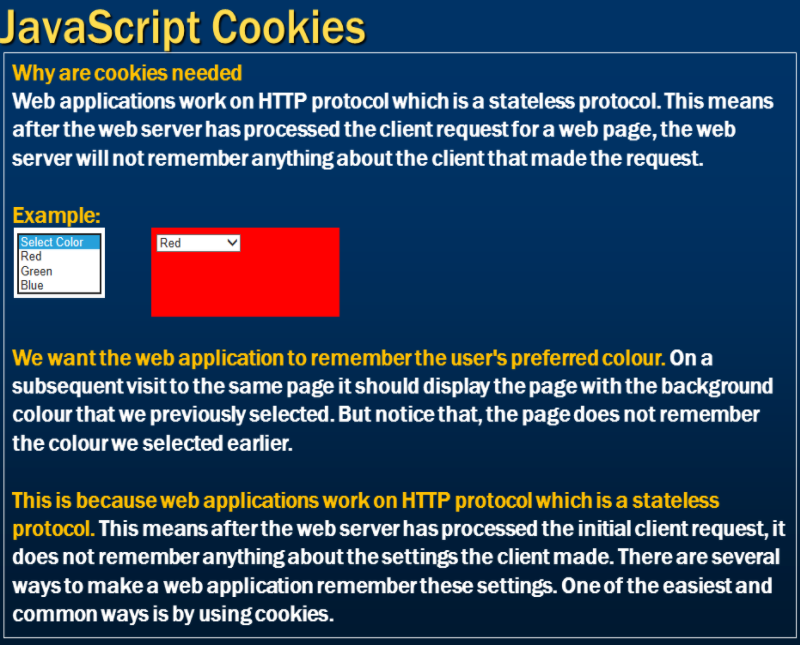 JavaScript Cookies
Why are cookies needed
Web applications work on HTTP protocol which is a stateless protocol. This means
after the web server has processed the client request for a web page, the web
server will not remember anything about the client that made the request.
Example:
Select Color
Red
Green
Blue
Red
We want the web application to remember the user's preferred colour. On a
subsequent visit to the same page it should display the page with the background
colour that we previously selected. But notice that, the page does not remember
the colour we selected earlier.
This is because web applications work on HTTP protocol which is a stateless
protocol. This means after the web server has processed the initial client request, it
does not remember anything about the settings the client made. There are several
ways to make a web application remember these settings. One of the easiest and
common ways is by using cookies.